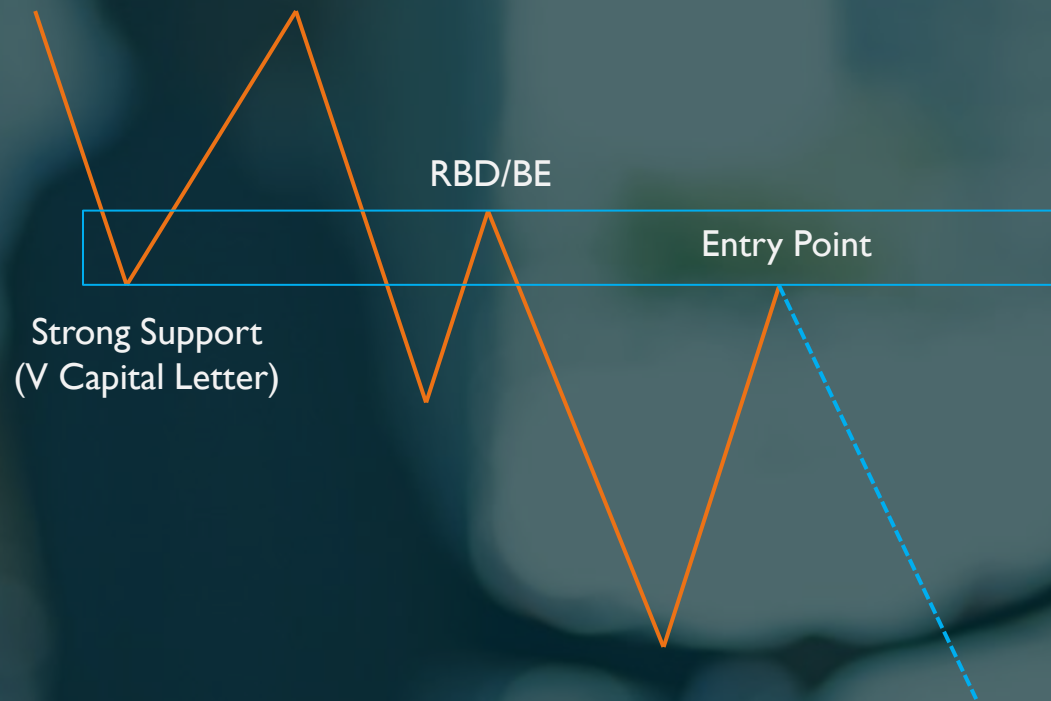 RBD/BE
Entry Point
Strong Support
(V Capital Letter)